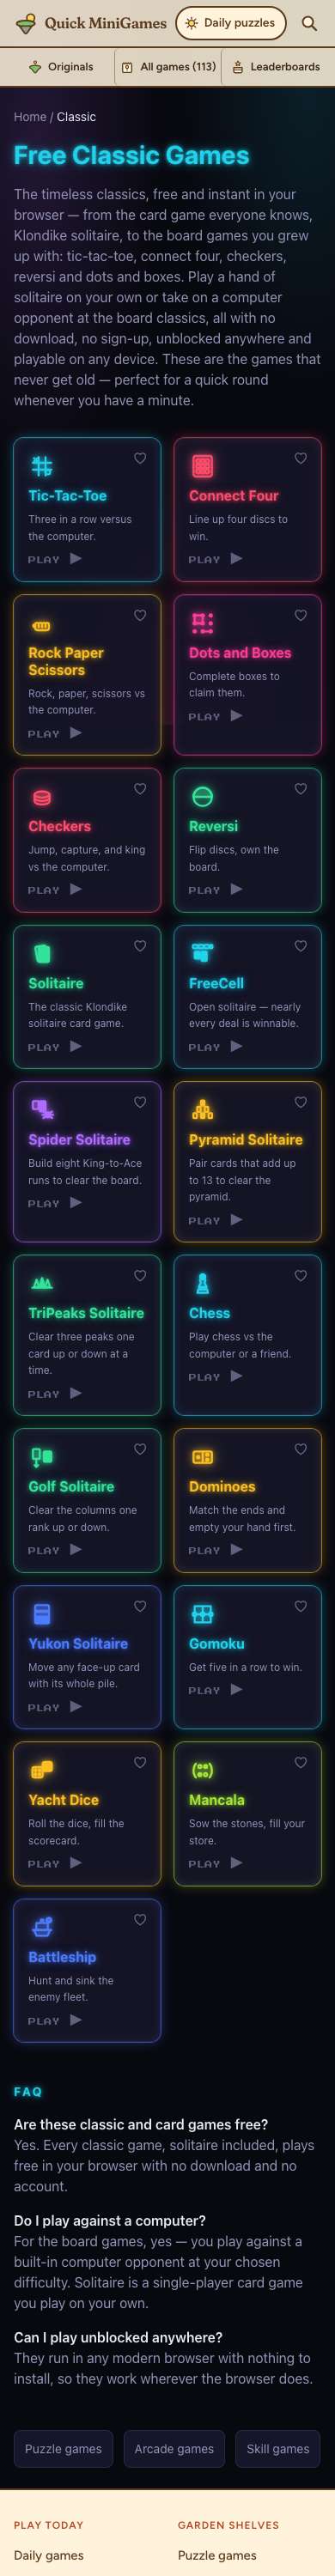 Quick MiniGames
Daily puzzles
Originals
All games (113)
Leaderboards
Home / Classic
Free Classic Games
The timeless classics, free and instant in your
browser — from the card game everyone knows,
Klondike solitaire, to the board games you grew
up with: tic-tac-toe, connect four, checkers,
reversi and dots and boxes. Play a hand of
solitaire on your own or take on a computer
opponent at the board classics, all with no
download, no sign-up, unblocked anywhere and
playable on any device. These are the games that
never get old — perfect for a quick round
whenever you have a minute.
Tic-Tac-Toe
Three in a row versus
the computer.
PLAY
Connect Four
Line up four discs to
win.
PLAY
Rock Paper
Scissors
Rock, paper, scissors vs
the computer.
PLAY
Dots and Boxes
Complete boxes to
claim them.
PLAY
Checkers
Jump, capture, and king
vs the computer.
PLAY
Reversi
Flip discs, own the
board.
PLAY
Solitaire
The classic Klondike
solitaire card game.
PLAY
FreeCell
Open solitaire — nearly
every deal is winnable.
PLAY
Spider Solitaire
Build eight King-to-Ace
runs to clear the board.
PLAY
Pyramid Solitaire
Pair cards that add up
to 13 to clear the
pyramid.
PLAY
TriPeaks Solitaire
Clear three peaks one
card up or down at a
time.
PLAY
Chess
Play chess vs the
computer or a friend.
PLAY
Golf Solitaire
Clear the columns one
rank up or down.
PLAY
Dominoes
Match the ends and
empty your hand first.
PLAY
Yukon Solitaire
Move any face-up card
with its whole pile.
PLAY
Gomoku
Get five in a row to win.
PLAY
Yacht Dice
Roll the dice, fill the
scorecard.
PLAY
Mancala
Sow the stones, fill your
store.
PLAY
Battleship
Hunt and sink the
enemy fleet.
PLAY
FAQ
Are these classic and card games free?
Yes. Every classic game, solitaire included, plays
free in your browser with no download and no
account.
Do I play against a computer?
For the board games, yes — you play against a
built-in computer opponent at your chosen
difficulty. Solitaire is a single-player card game
you play on your own.
Can I play unblocked anywhere?
They run in any modern browser with nothing to
install, so they work wherever the browser does.
Puzzle games
Arcade games
Skill games
PLAY TODAY
GARDEN SHELVES
Daily games
Puzzle games